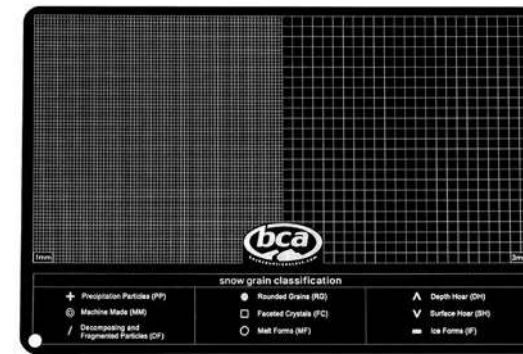 bca
backcountryaccess.com
1mm
3m
snow grain classification
Precipitation Particles (PP)
Rounded Grains (RG)
Depth Hoar (DH)
Machine Made (MM)
Faceted Crystals (FC)
Surface Hoar (SH)
Decomposing and
Fragmented Particles (DF)
Melt Forms (MF)
Ice Forms (IF)